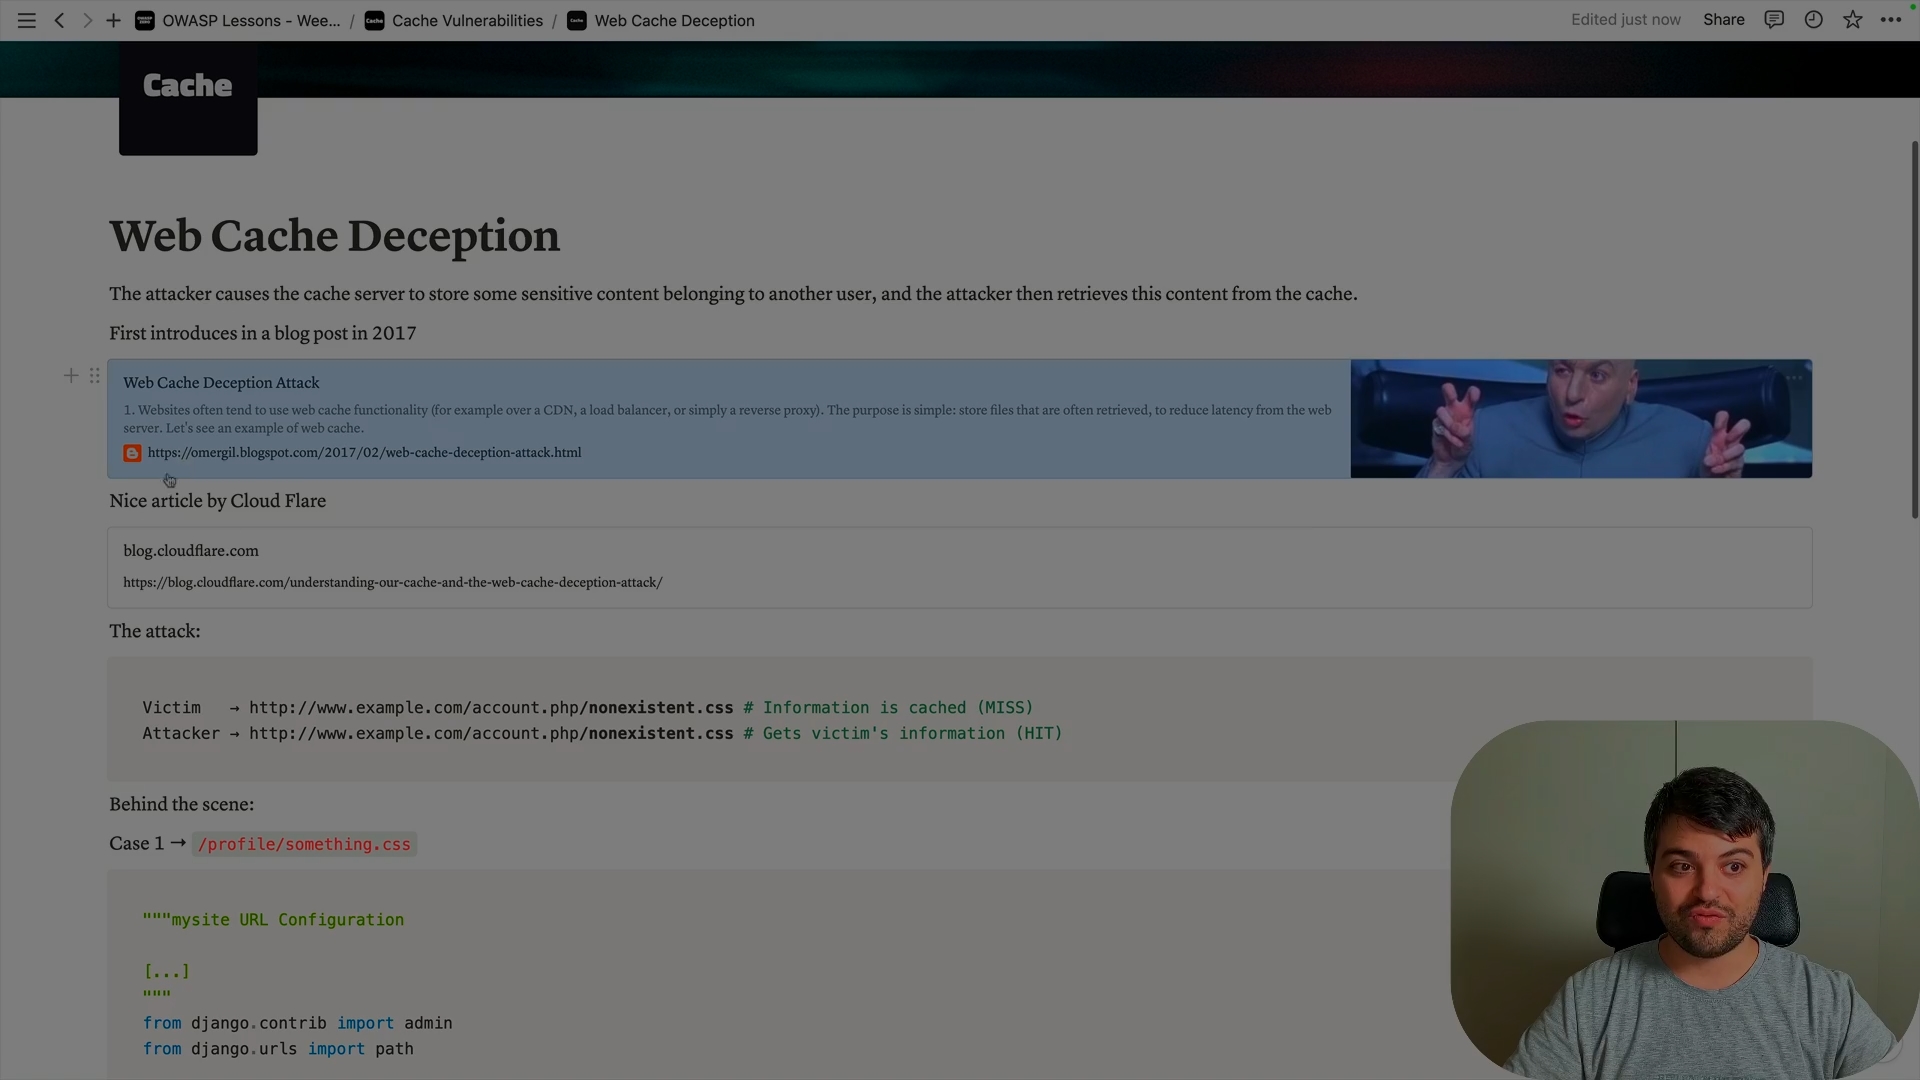 OWASP Lessons - Wee... / Cache Vulnerabilities / Web Cache Deception
Edited just now Share
Cache
Web Cache Deception
The attacker causes the cache server to store some sensitive content belonging to another user, and the attacker then retrieves this content from the cache.
First introduces in a blog post in 2017
Web Cache Deception Attack
1. Websites often tend to use web cache functionality (for example over a CDN, a load balancer, or simply a reverse proxy). The purpose is simple: store files that are often retrieved, to reduce latency from the web
server. Let's see an example of web cache.
https://omergil.blogspot.com/2017/02/web-cache-deception-attack.html
Nice article by Cloud Flare
blog.cloudflare.com
https://blog.cloudflare.com/understanding-our-cache-and-the-web-cache-deception-attack/
The attack:
Victim → http://www.example.com/account.php/nonexistent.css # Information is cached (MISS)
Attacker → http://www.example.com/account.php/nonexistent.css # Gets victim's information (HIT)
Behind the scene:
Case 1 → /profile/something.css
"""mysite URL Configuration
[...]
"""
from django.contrib import admin
from django.urls import path